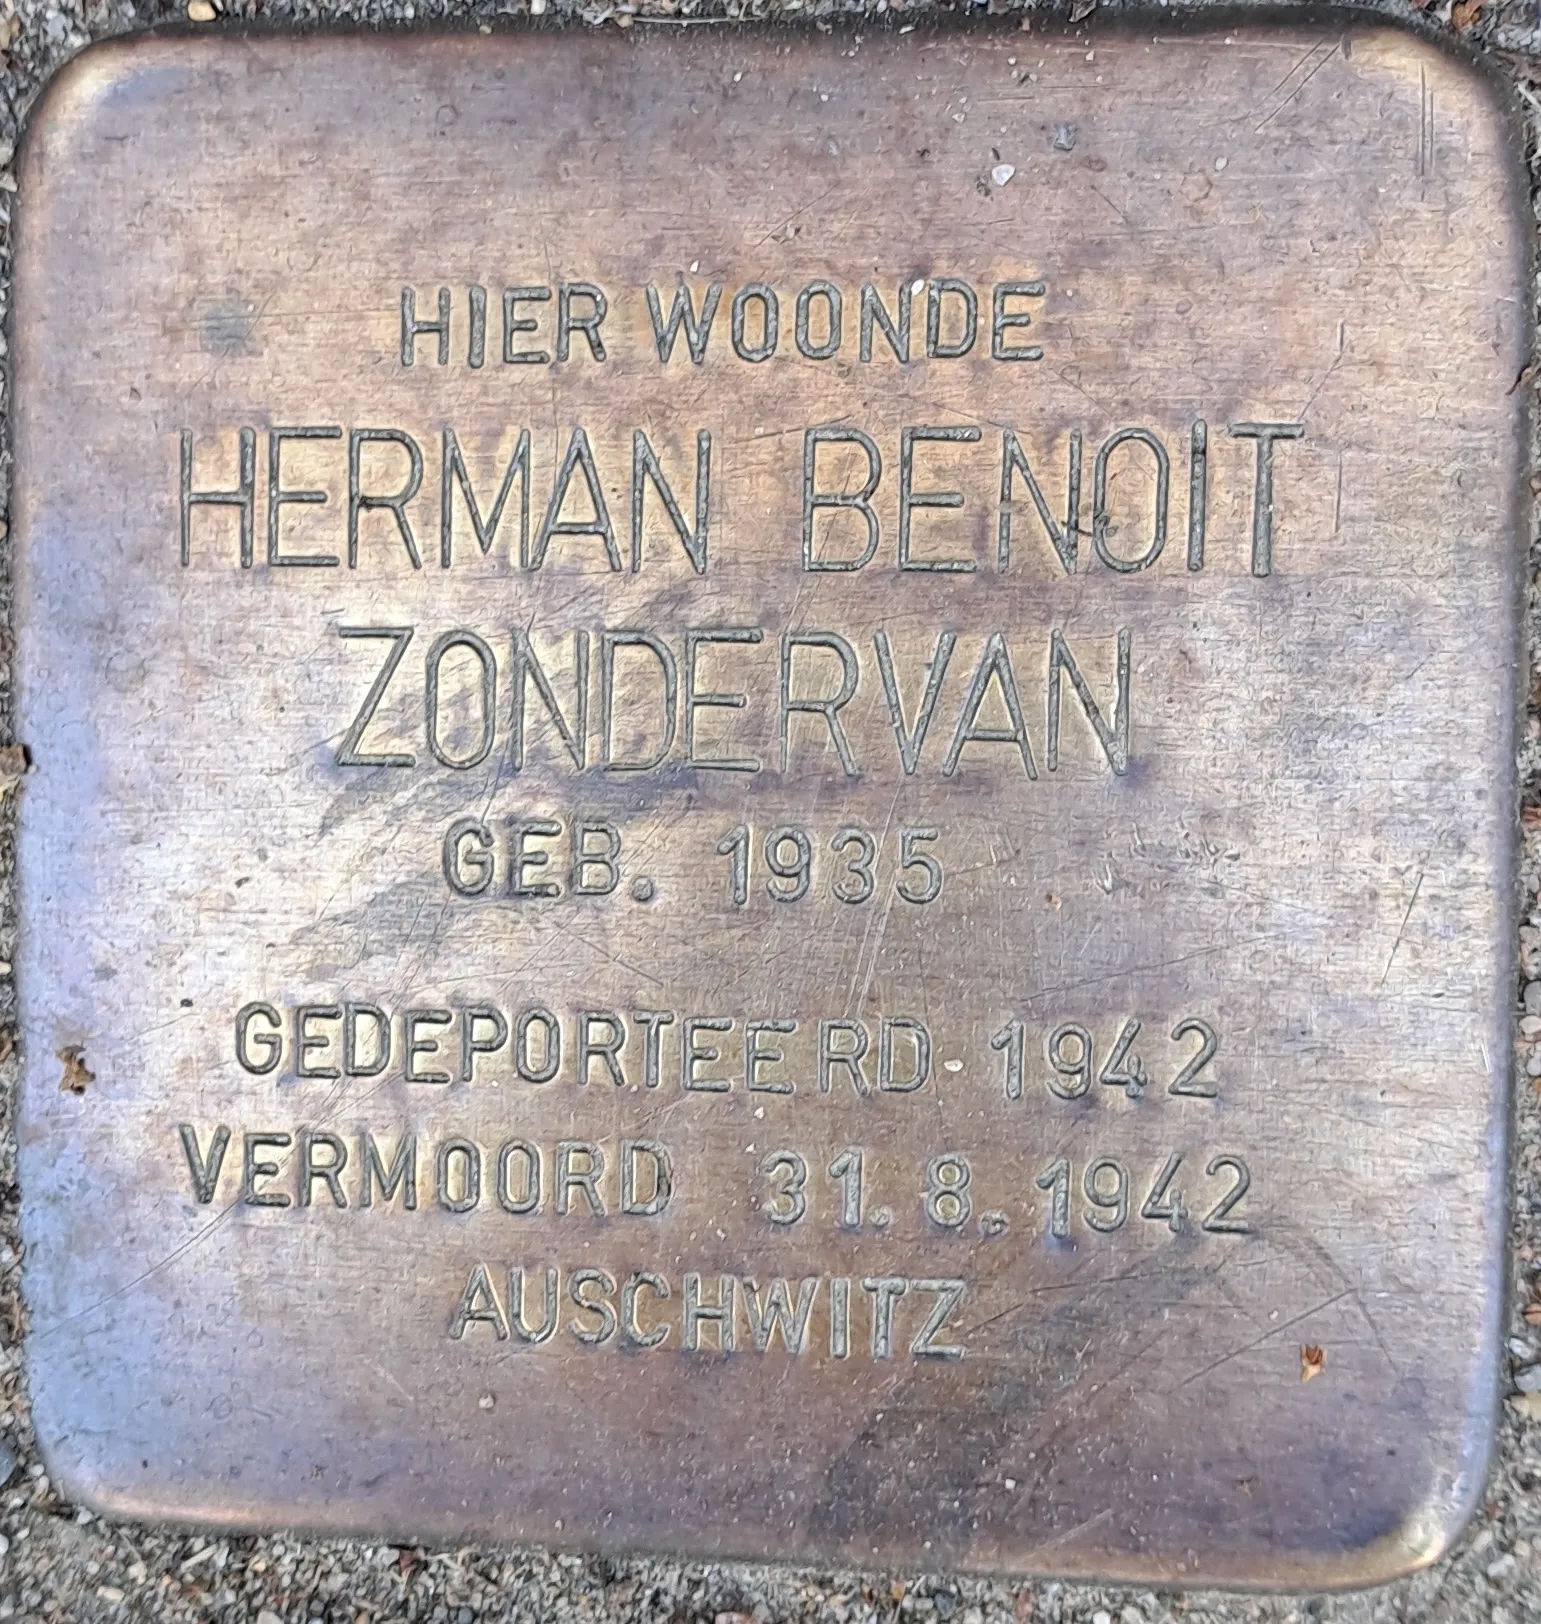 HIER WOONDE
HERMAN BENOIT
ZONDERVAN
GEB. 1935
GEDEPORTEERD 1942
VERMOORD 31.8.1942
AUSCHWITZ